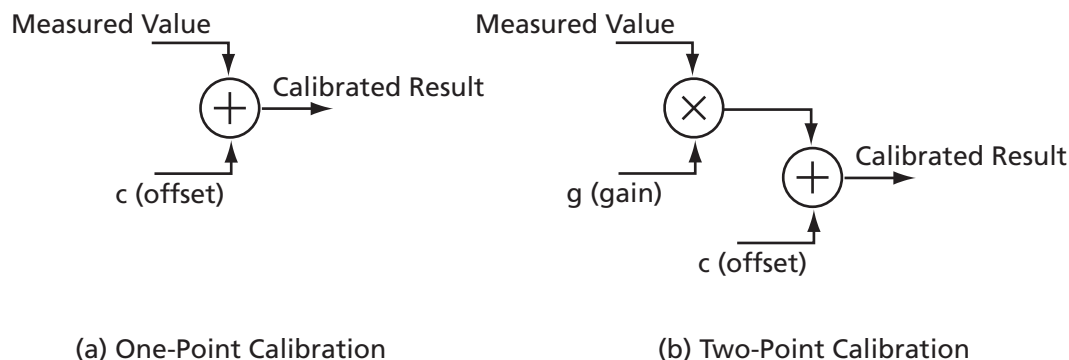 Measured Value
Calibrated Result
c (offset)
(a) One-Point Calibration
Measured Value
g (gain)
Calibrated Result
c (offset)
(b) Two-Point Calibration